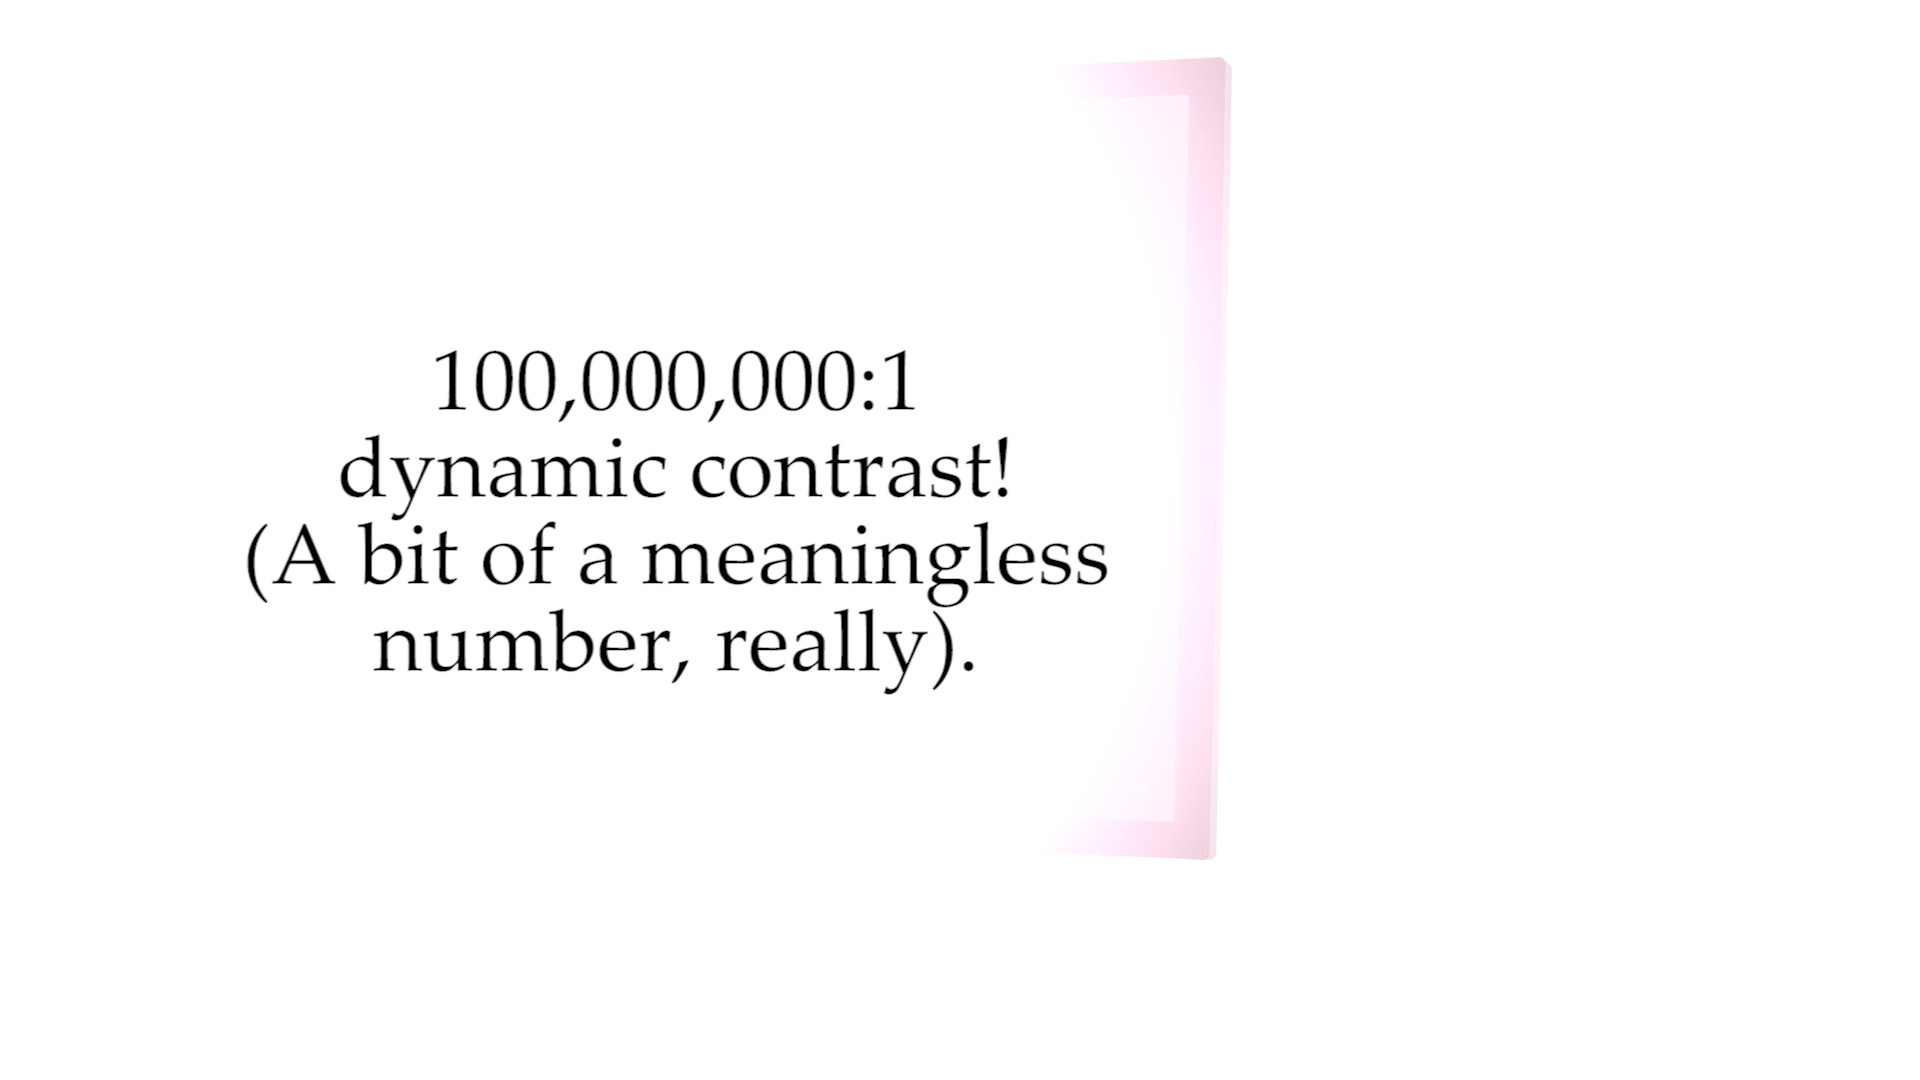 100,000,000:1
dynamic contrast!
(A bit of a meaningless
number, really).